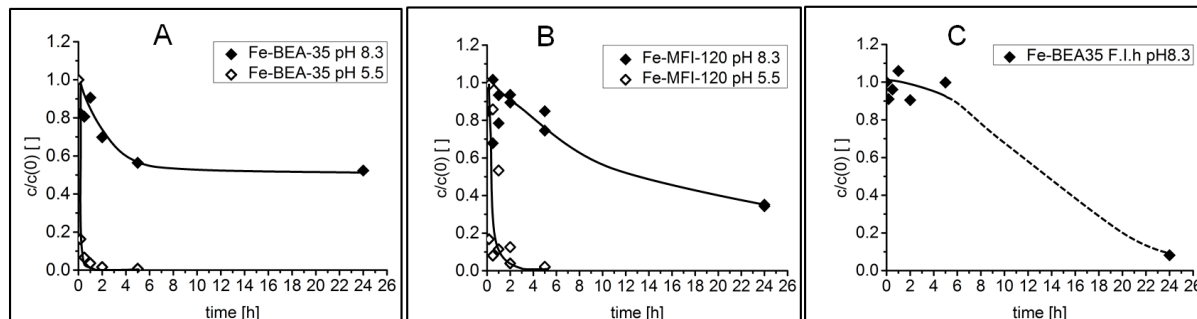 A
Fe-BEA-35 pH 8.3
Fe-BEA-35 pH 5.5
c/c(0) [ ]
1.2
1.0
0.8
0.6
0.4
0.2
0.0
0 2 4 6 8 10 12 14 16 18 20 22 24 26
time [h]
B
Fe-MFI-120 pH 8.3
Fe-MFI-120 pH 5.5
c/c(0) [ ]
1.2
1.0
0.8
0.6
0.4
0.2
0.0
0 2 4 6 8 10 12 14 16 18 20 22 24 26
time [h]
C
Fe-BEA35 F.I.h pH8.3
c/c(0) [ ]
1.2
1.0
0.8
0.6
0.4
0.2
0.0
0 2 4 6 8 10 12 14 16 18 20 22 24 26
time [h]